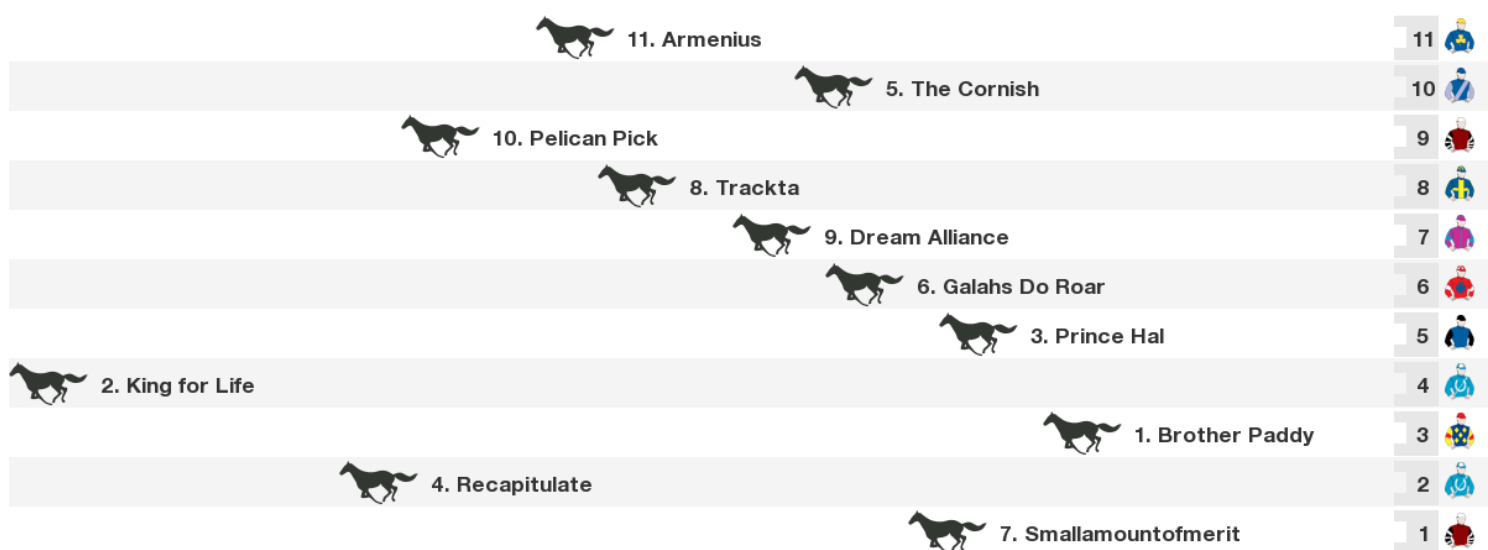 11. Armenius 11
5. The Cornish 10
10. Pelican Pick 9
8. Trackta 8
9. Dream Alliance 7
6. Galahs Do Roar 6
3. Prince Hal 5
2. King for Life 4
1. Brother Paddy 3
4. Recapitulate 2
7. Smallamountofmerit 1